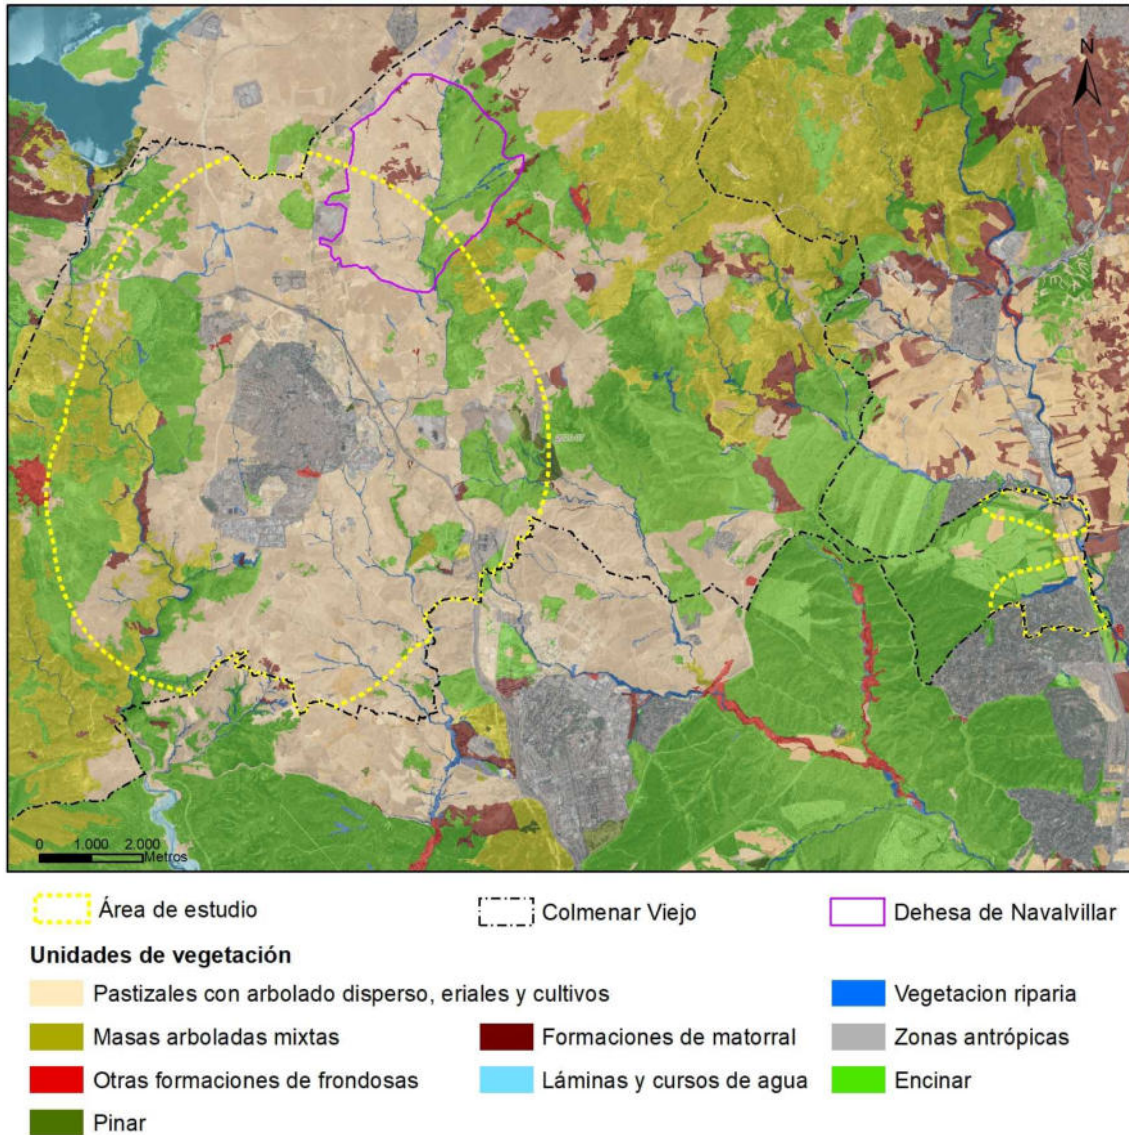 N
0 1.000 2.000
Metros
Área de estudio
Colmenar Viejo
Dehesa de Navalvillar
Unidades de vegetación
Pastizales con arbolado disperso, eriales y cultivos
Vegetacion riparia
Masas arboladas mixtas
Formaciones de matorral
Zonas antrópicas
Otras formaciones de frondosas
Láminas y cursos de agua
Encinar
Pinar